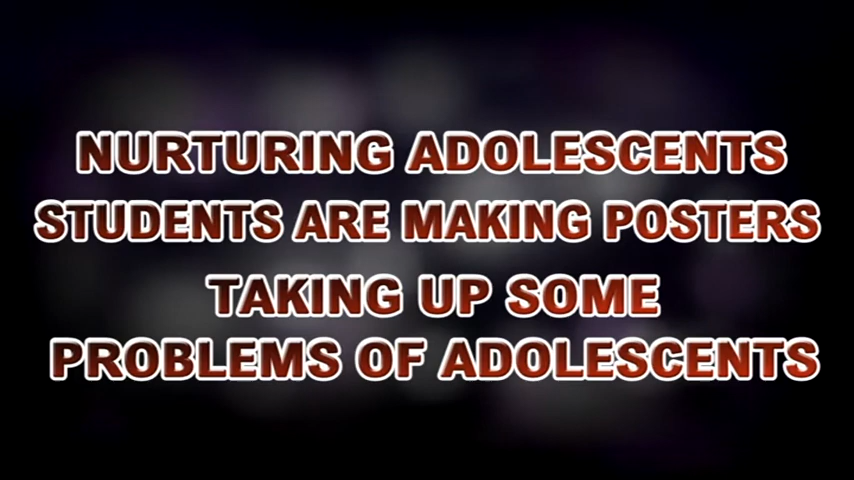 NURTURING ADOLESCENTS
STUDENTS ARE MAKING POSTERS
TAKING UP SOME
PROBLEMS OF ADOLESCENTS